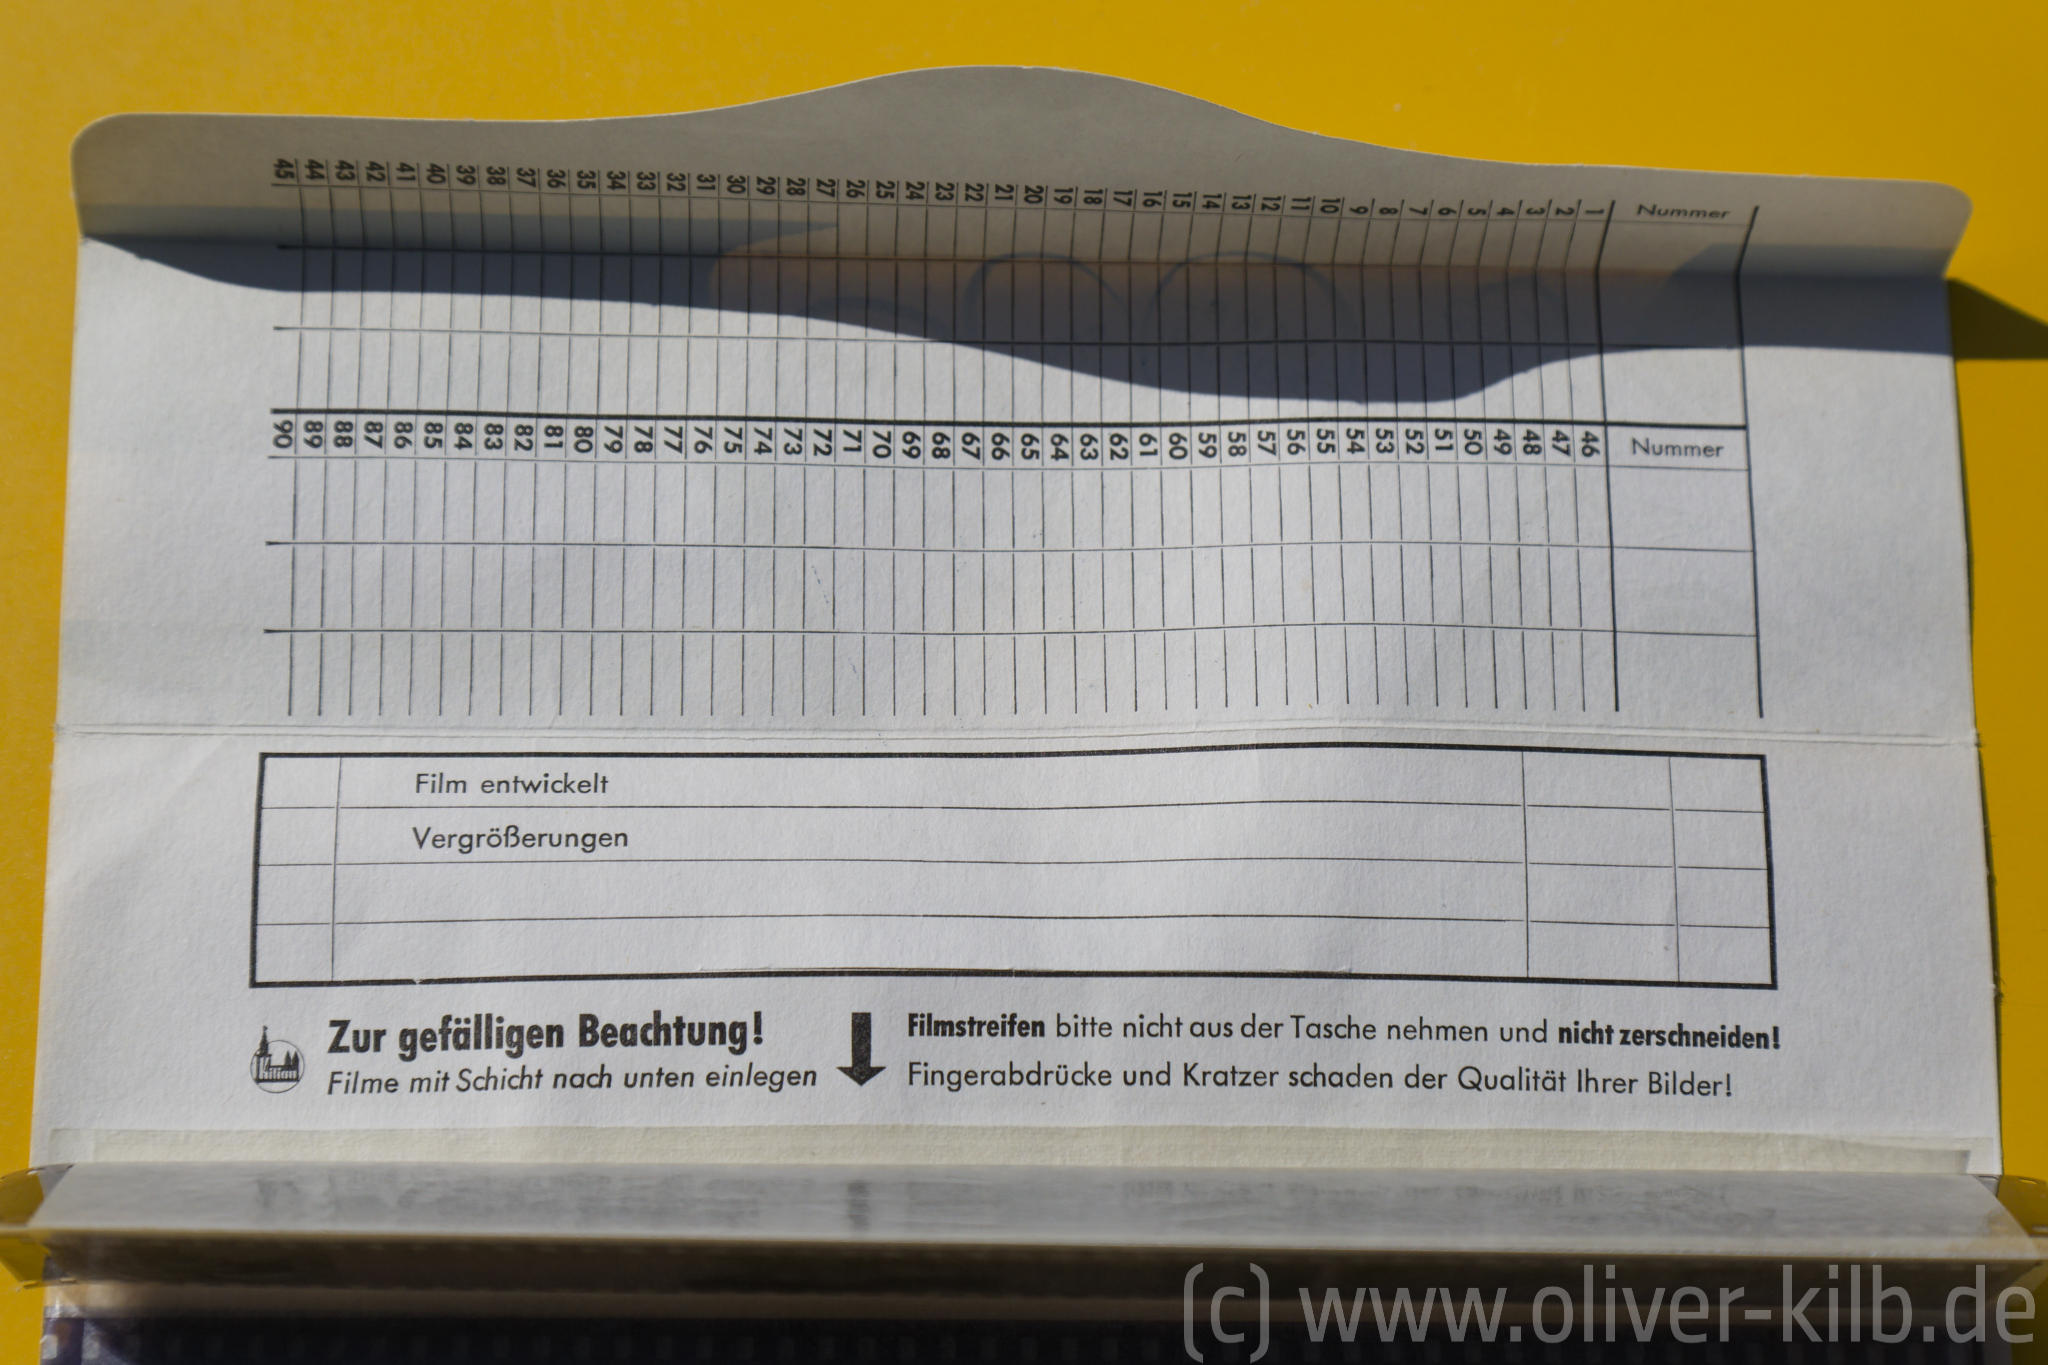 45 44 43 42 41 40 39 38 37 36 35 34 33 32 31 30 29 28 27 26 25 24 23 22 21 20 19 18 17 16 15 14 13 12 11 10 9 8 7 6 5 4 3 2 1 Nummer
90 89 88 87 86 85 84 83 82 81 80 79 78 77 76 75 74 73 72 71 70 69 68 67 66 65 64 63 62 61 60 59 58 57 56 55 54 53 52 51 50 49 48 47 46 Nummer
Film entwickelt
Vergrößerungen
Zur gefälligen Beachtung!
Filme mit Schicht nach unten einlegen
Filmstreifen bitte nicht aus der Tasche nehmen und nicht zerschneiden!
Fingerabdrücke und Kratzer schaden der Qualität Ihrer Bilder!
(c) www.oliver-kilb.de